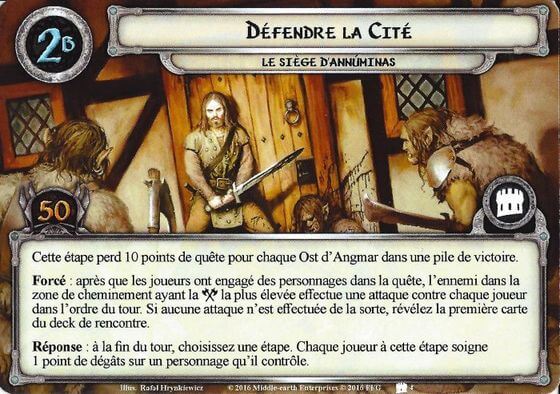 2B
DÉFENDRE LA CITÉ
LE SIÈGE D'ANNÚMINAS
50
Cette étape perd 10 points de quête pour chaque Ost d'Angmar dans une pile de victoire.
Forcé : après que les joueurs ont engagé des personnages dans la quête, l'ennemi dans la
zone de cheminement ayant la la plus élevée effectue une attaque contre chaque joueur
dans l'ordre du tour. Si aucune attaque n'est effectuée de la sorte, révélez la première carte
du deck de rencontre.
Réponse : à la fin du tour, choisissez une étape. Chaque joueur à cette étape soigne
1 point de dégâts sur un personnage qu'il contrôle.
Illus. Rafał Hrynkiewicz © 2016 Middle-earth Enterprises © 2016 FFG 4